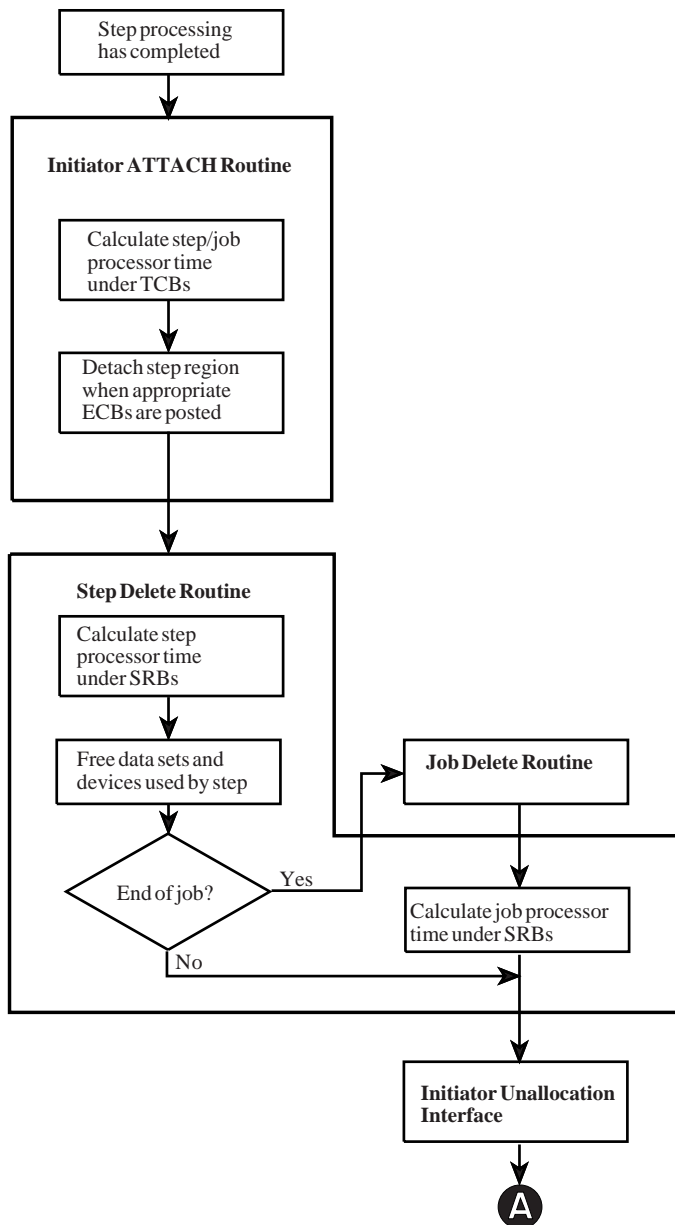 Step processing
has completed
Initiator ATTACH Routine
Calculate step/job
processor time
under TCBs
Detach step region
when appropriate
ECBs are posted
Step Delete Routine
Calculate step
processor time
under SRBs
Free data sets and
devices used by step
Job Delete Routine
End of job?
Yes
No
Calculate job processor
time under SRBs
Initiator Unallocation
Interface
A